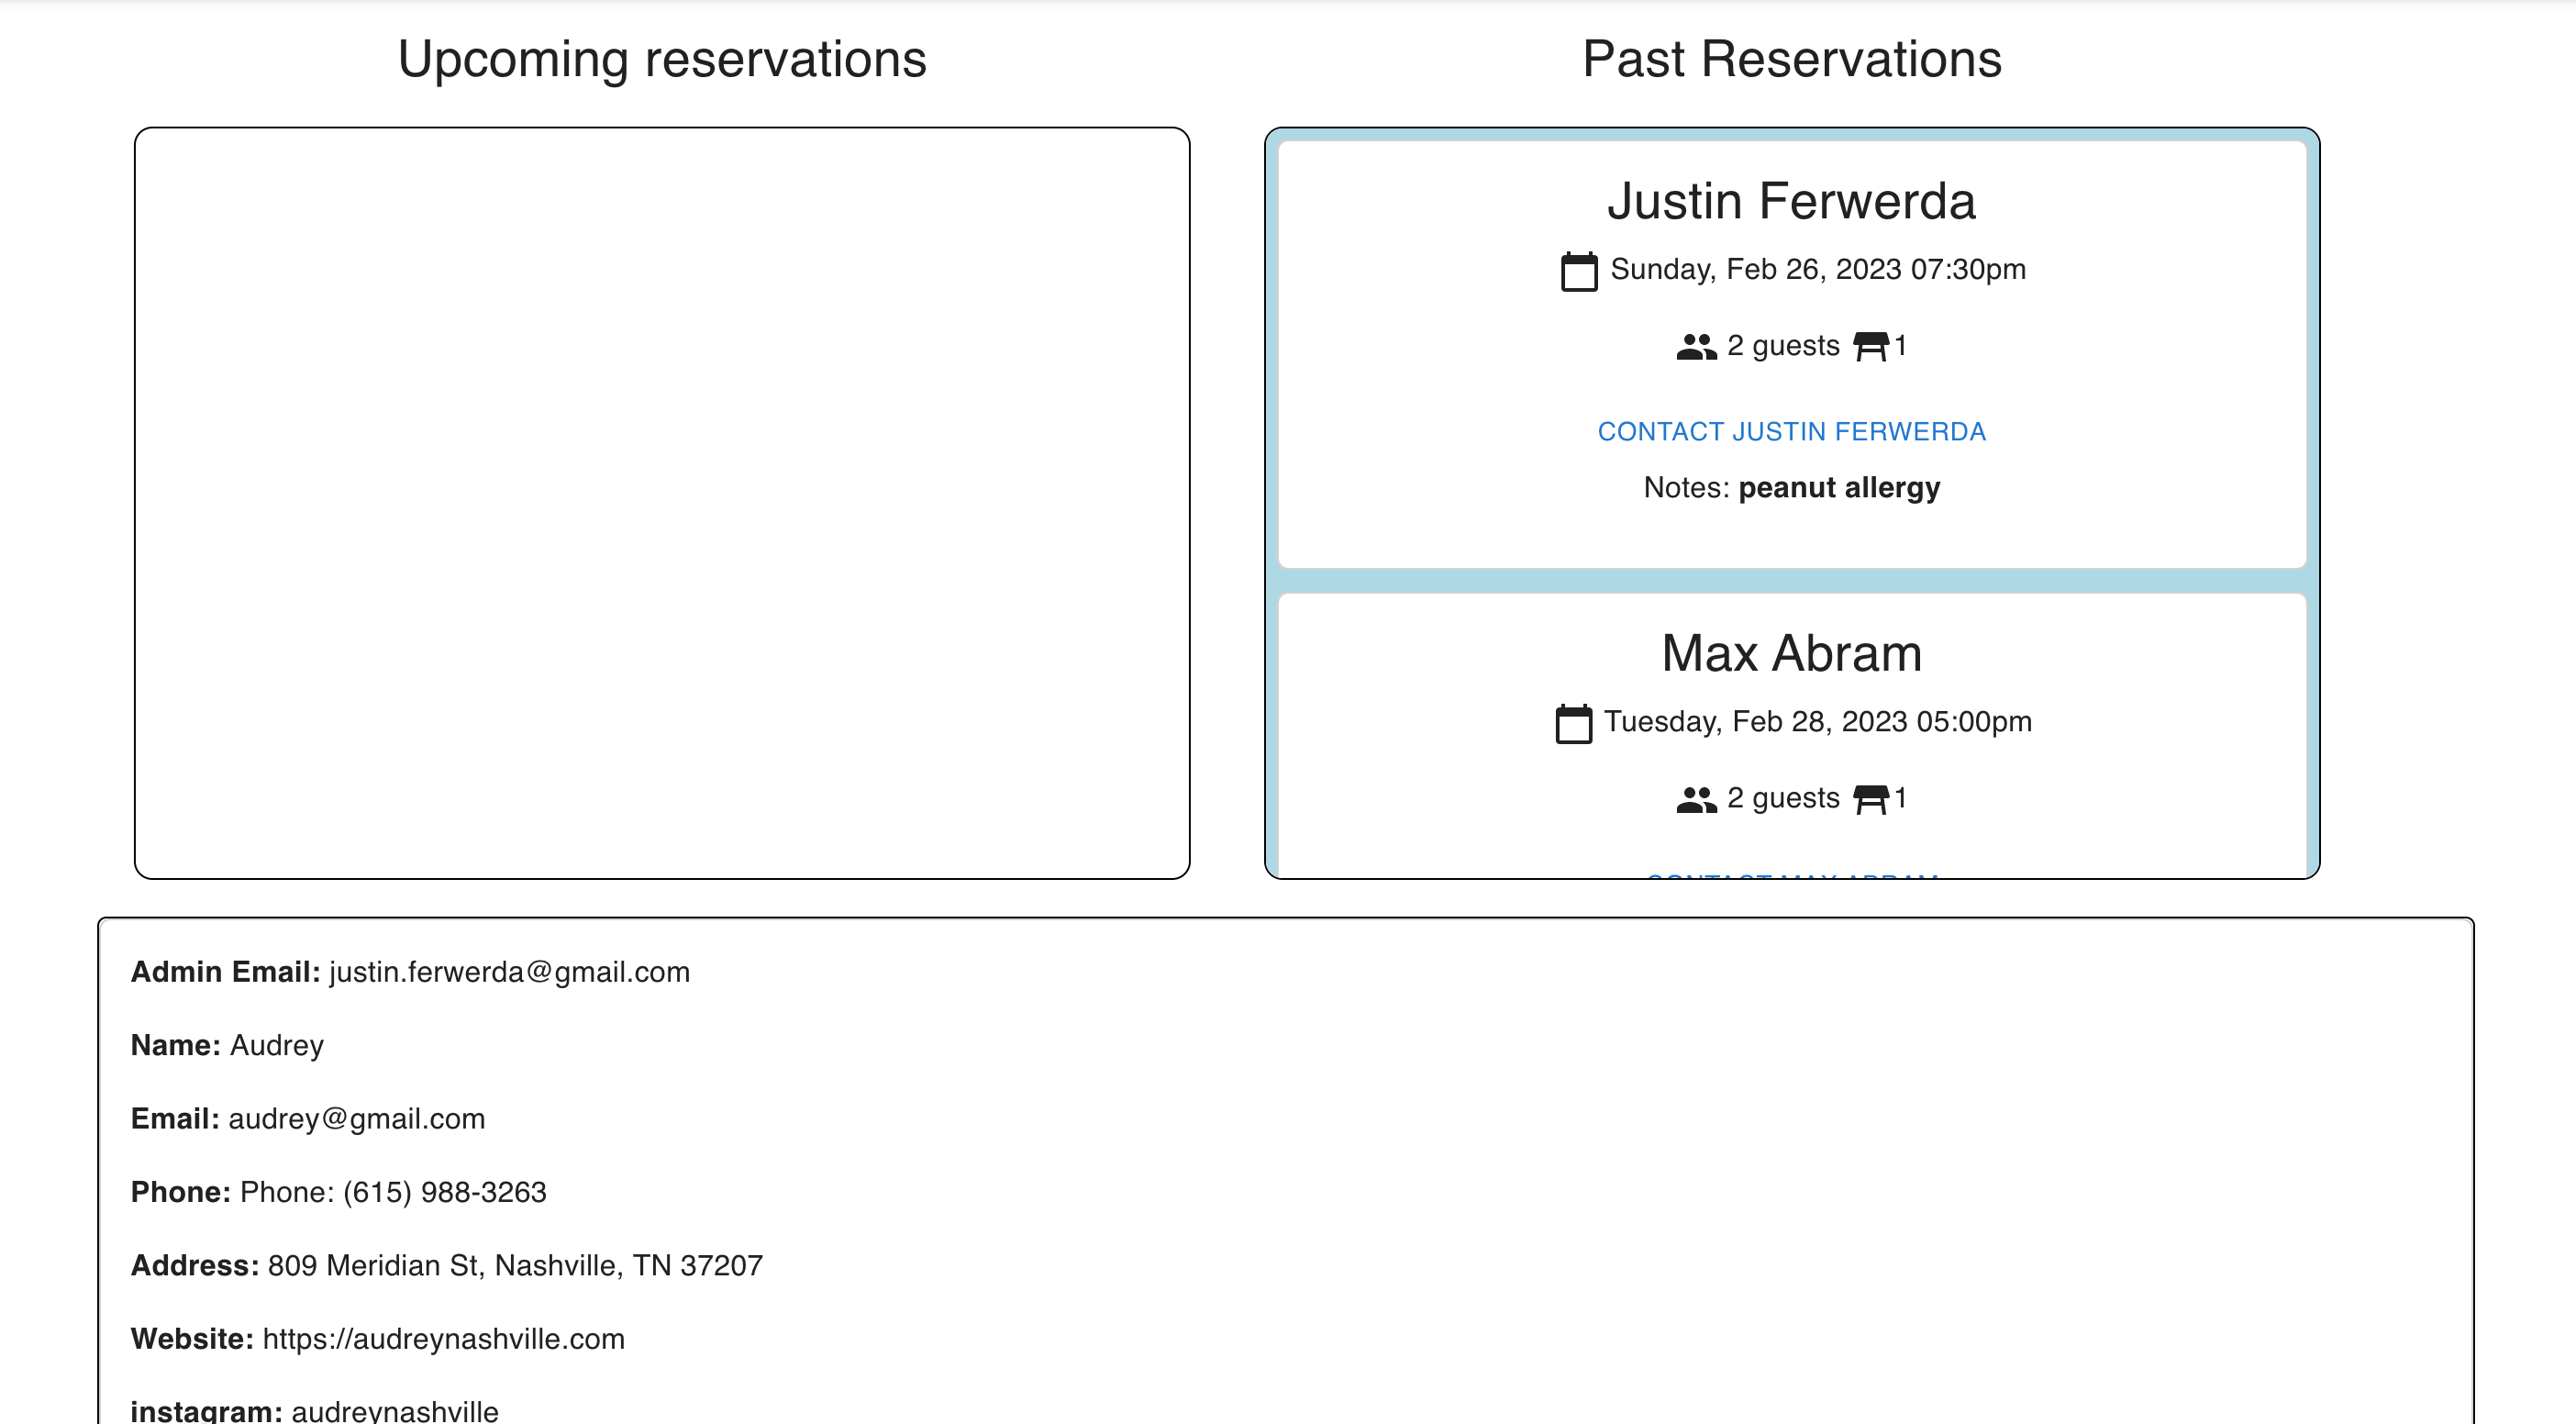 Upcoming reservations
Past Reservations
Justin Ferwerda
Sunday, Feb 26, 2023 07:30pm
2 guests 1
CONTACT JUSTIN FERWERDA
Notes: peanut allergy
Max Abram
Tuesday, Feb 28, 2023 05:00pm
2 guests 1
CONTACT MAX ABRAM
Admin Email: justin.ferwerda@gmail.com
Name: Audrey
Email: audrey@gmail.com
Phone: Phone: (615) 988-3263
Address: 809 Meridian St, Nashville, TN 37207
Website: https://audreynashville.com
instagram: audreynashville